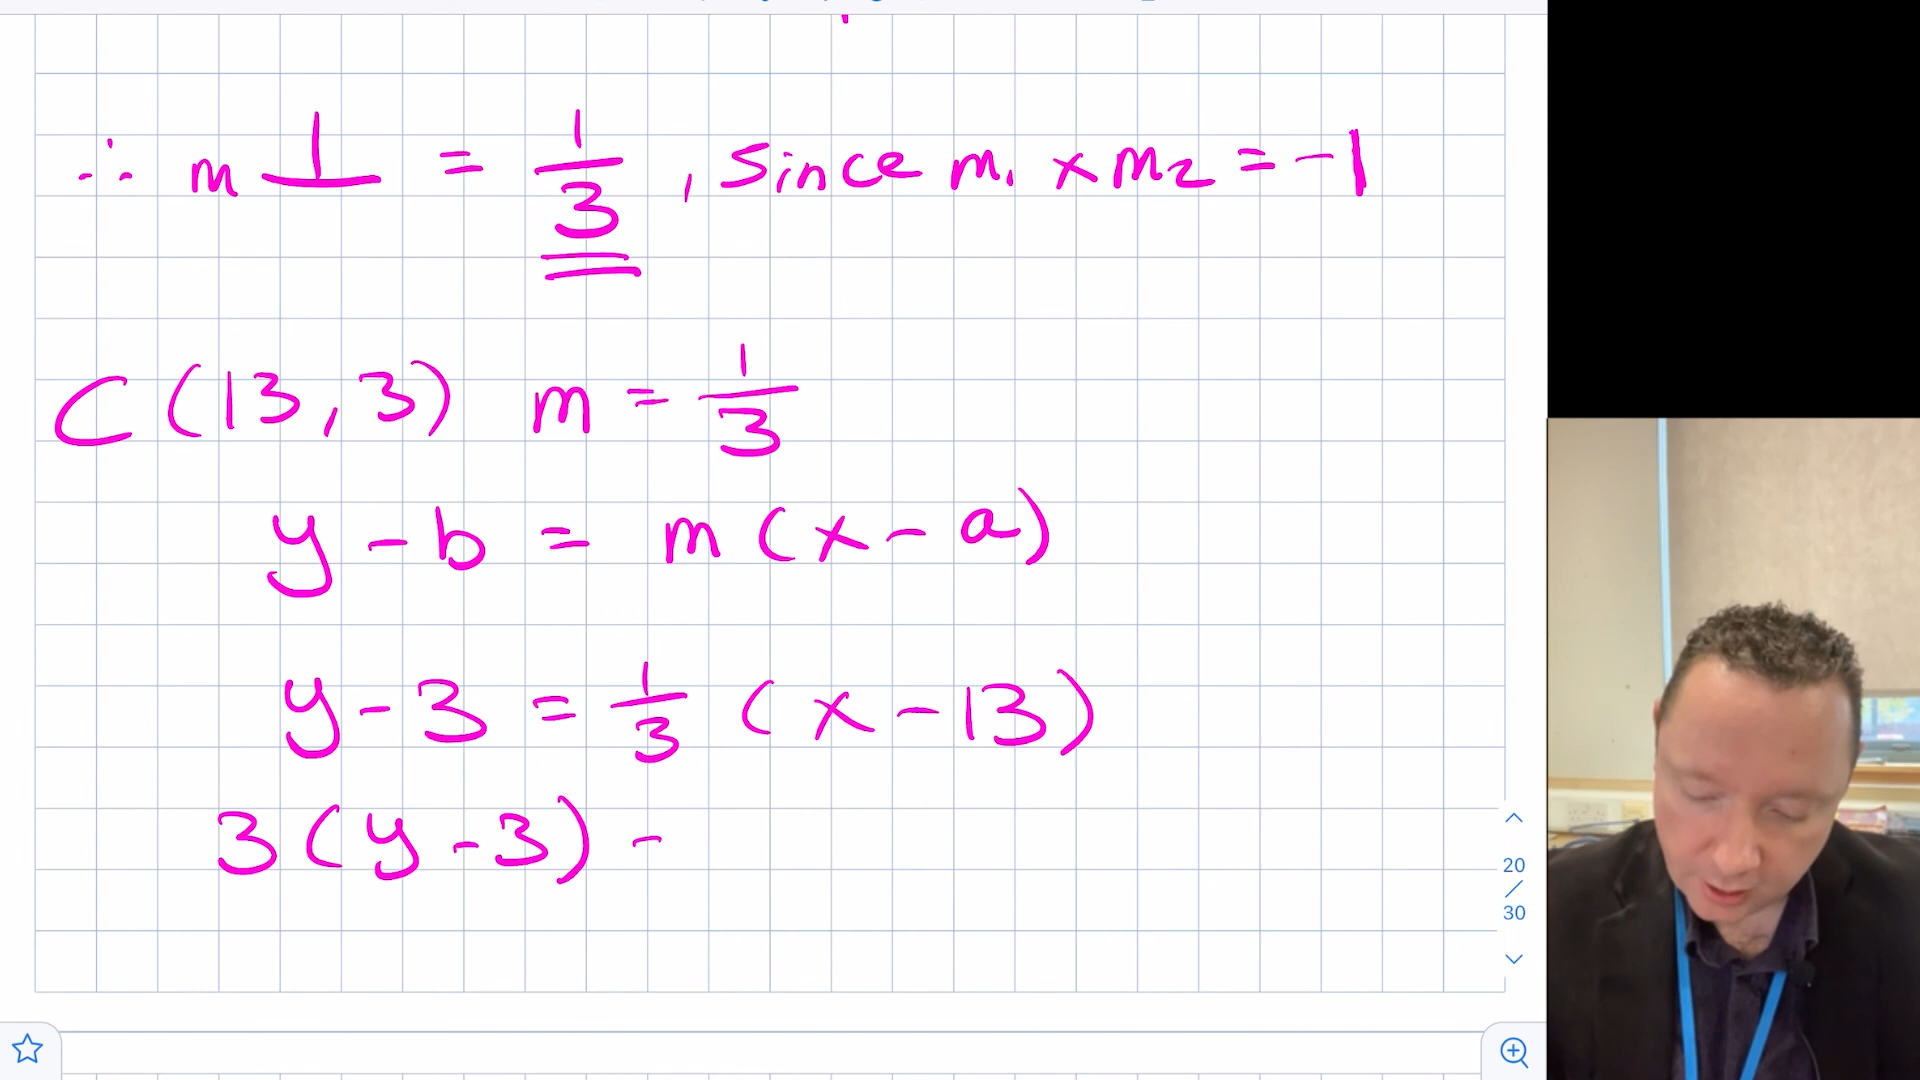 ∴ m⊥ = 1/3, since m₁ × m₂ = -1
C (13, 3) m = 1/3
y - b = m (x - a)
y - 3 = 1/3 (x - 13)
3 (y - 3) -
20
/
30